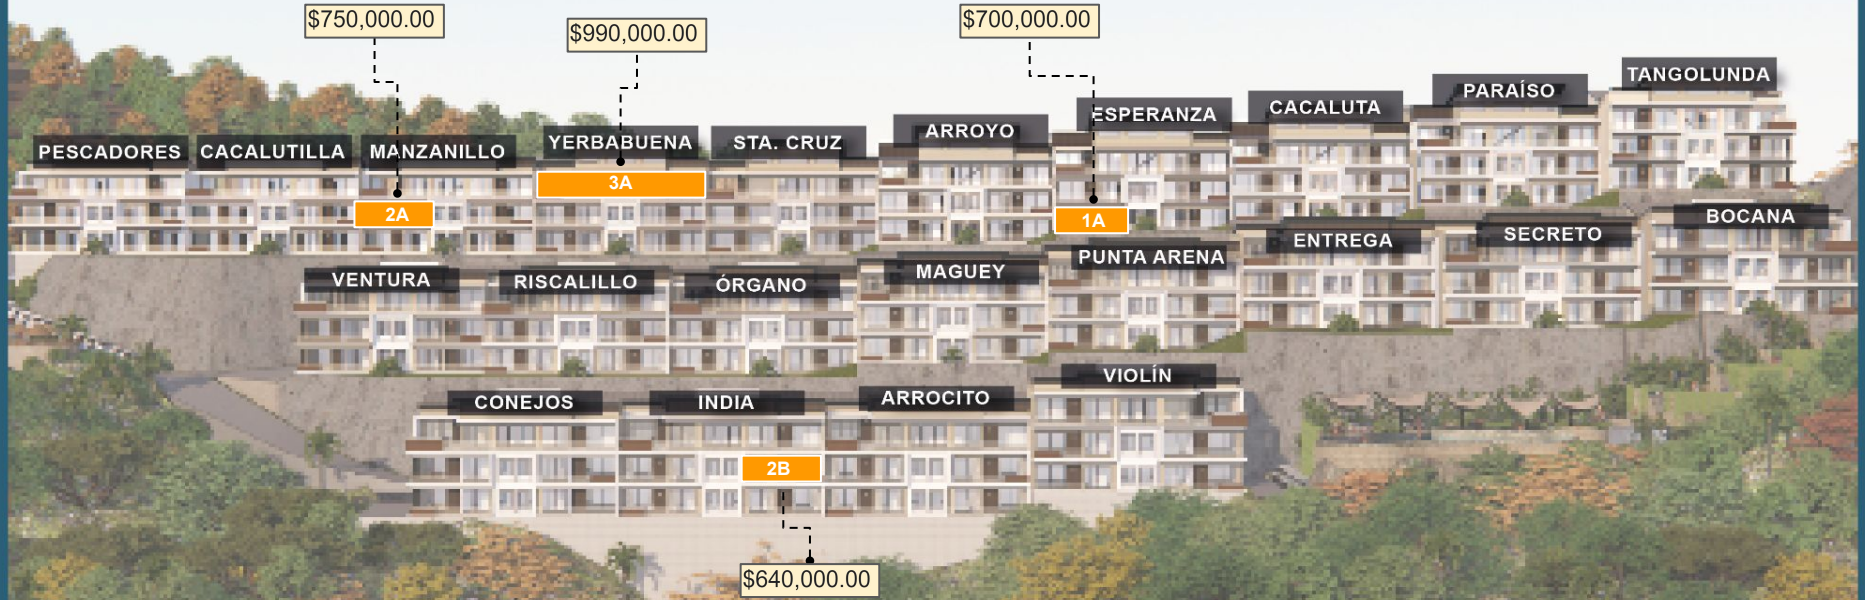 $750,000.00
$990,000.00
$700,000.00
PESCADORES
CACALUTILLA
MANZANILLO
YERBABUENA
STA. CRUZ
ARROYO
ESPERANZA
CACALUTA
PARAÍSO
TANGOLUNDA
3A
2A
1A
VENTURA
RISCALILLO
ÓRGANO
MAGUEY
PUNTA ARENA
ENTREGA
SECRETO
BOCANA
CONEJOS
INDIA
ARROCITO
VIOLÍN
2B
$640,000.00